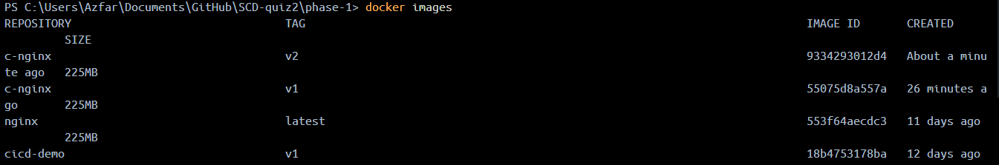 PS C:\Users\Azfar\Documents\GitHub\SCD-quiz2\phase-1> docker images
REPOSITORY TAG IMAGE ID CREATED
SIZE
c-nginx v2 9334293012d4 About a minu
te ago 225MB
c-nginx v1 55075d8a557a 26 minutes a
go 225MB
nginx latest 553f64aecdc3 11 days ago
225MB
cicd-demo v1 18b4753178ba 12 days ago